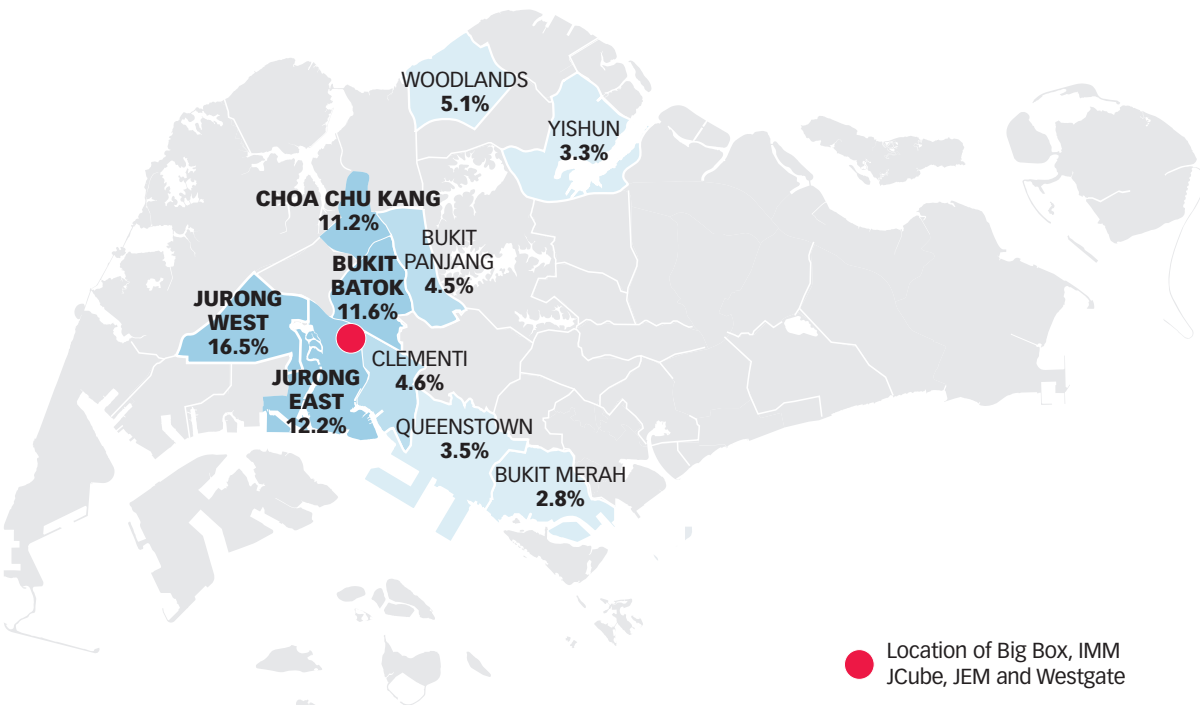 WOODLANDS
5.1%
YISHUN
3.3%
CHOA CHU KANG
11.2%
BUKIT
PANJANG
4.5%
BUKIT
BATOK
11.6%
JURONG
WEST
16.5%
CLEMENTI
4.6%
JURONG
EAST
12.2%
QUEENSTOWN
3.5%
BUKIT MERAH
2.8%
Location of Big Box, IMM
JCube, JEM and Westgate